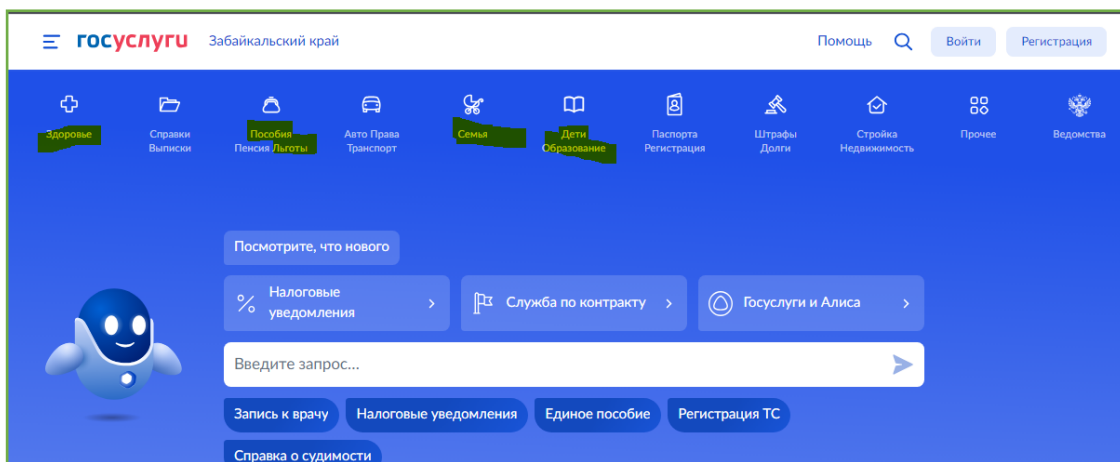 госуслуги Забайкальский край Помощь Войти Регистрация
Здоровье
Справки
Выписки
Пособия
Пенсия Льготы
Авто Права
Транспорт
Семья
Дети
Образование
Паспорта
Регистрация
Штрафы
Долги
Стройка
Недвижимость
Прочее
Ведомства
Посмотрите, что нового
Налоговые
уведомления
Служба по контракту
Госуслуги и Алиса
Введите запрос...
Запись к врачу Налоговые уведомления Единое пособие Регистрация ТС
Справка о судимости